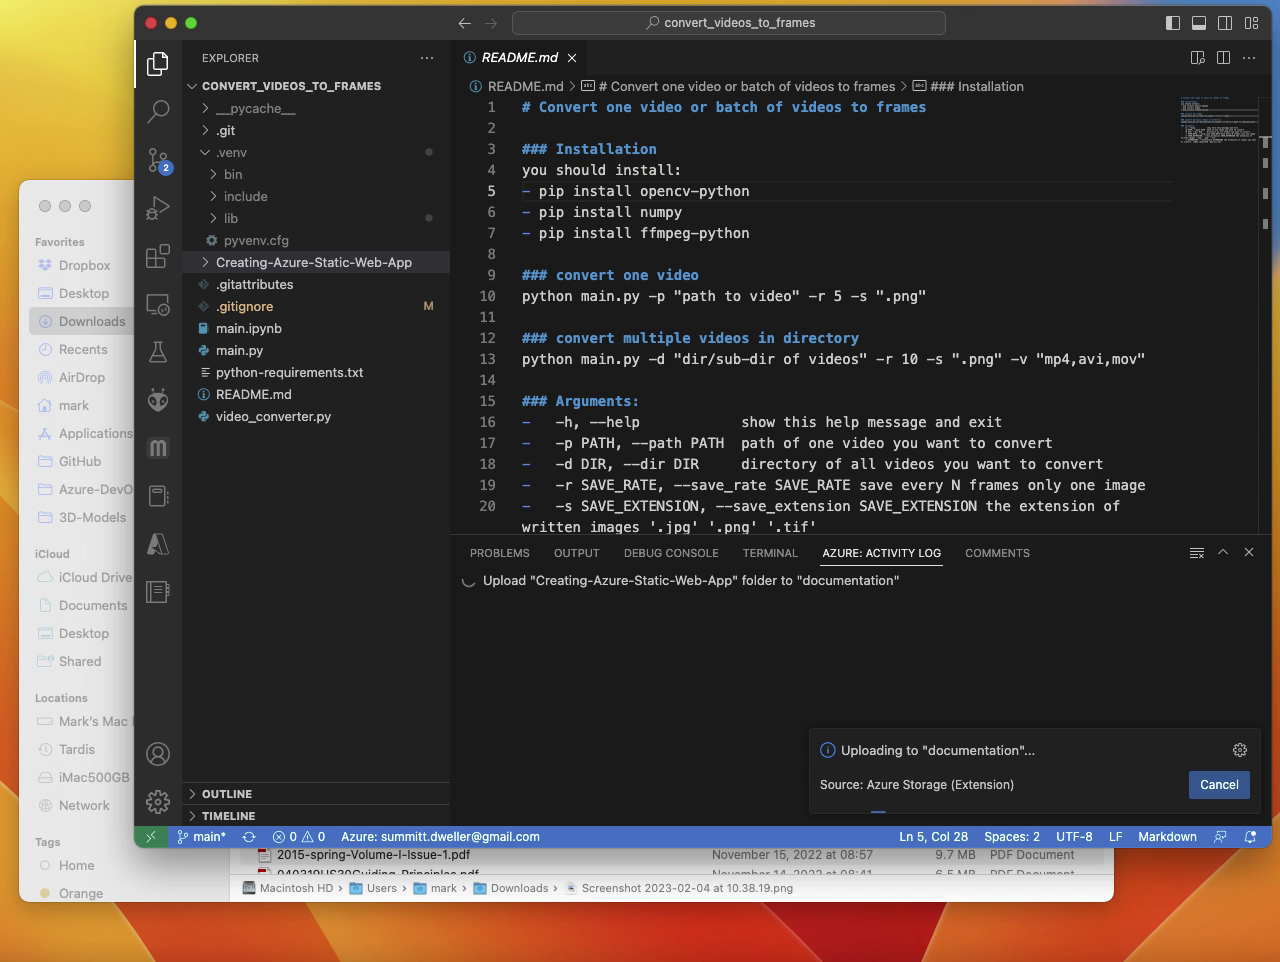 convert_videos_to_frames
EXPLORER
CONVERT_VIDEOS_TO_FRAMES
__pycache__
.git
.venv
bin
include
lib
pyvenv.cfg
Creating-Azure-Static-Web-App
.gitattributes
.gitignore M
main.ipynb
main.py
python-requirements.txt
README.md
video_converter.py
OUTLINE
TIMELINE
2
README.md
README.md > # Convert one video or batch of videos to frames > ### Installation
1 # Convert one video or batch of videos to frames
2
3 ### Installation
4 you should install:
5 - pip install opencv-python
6 - pip install numpy
7 - pip install ffmpeg-python
8
9 ### convert one video
10 python main.py -p "path to video" -r 5 -s ".png"
11
12 ### convert multiple videos in directory
13 python main.py -d "dir/sub-dir of videos" -r 10 -s ".png" -v "mp4,avi,mov"
14
15 ### Arguments:
16 - -h, --help show this help message and exit
17 - -p PATH, --path PATH path of one video you want to convert
18 - -d DIR, --dir DIR directory of all videos you want to convert
19 - -r SAVE_RATE, --save_rate SAVE_RATE save every N frames only one image
20 - -s SAVE_EXTENSION, --save_extension SAVE_EXTENSION the extension of
written images '.jpg' '.png' '.tif'
PROBLEMS OUTPUT DEBUG CONSOLE TERMINAL AZURE: ACTIVITY LOG COMMENTS
Upload "Creating-Azure-Static-Web-App" folder to "documentation"
Uploading to "documentation"...
Source: Azure Storage (Extension)
Cancel
main* 0 0 Azure: summitt.dweller@gmail.com Ln 5, Col 28 Spaces: 2 UTF-8 LF Markdown
Favorites
Dropbox
Desktop
Downloads
Recents
AirDrop
mark
Applications
GitHub
Azure-DevO
3D-Models
iCloud
iCloud Drive
Documents
Desktop
Shared
Locations
Mark's Mac
Tardis
iMac500GB
Network
Tags
Home
Orange
2015-spring-Volume-I-Issue-1.pdf November 15, 2022 at 08:57 9.7 MB PDF Document
040319US30Guiding_Principles.pdf November 14, 2022 at 08:41 6.5 MB PDF Document
Macintosh HD > Users > mark > Downloads > Screenshot 2023-02-04 at 10.38.19.png